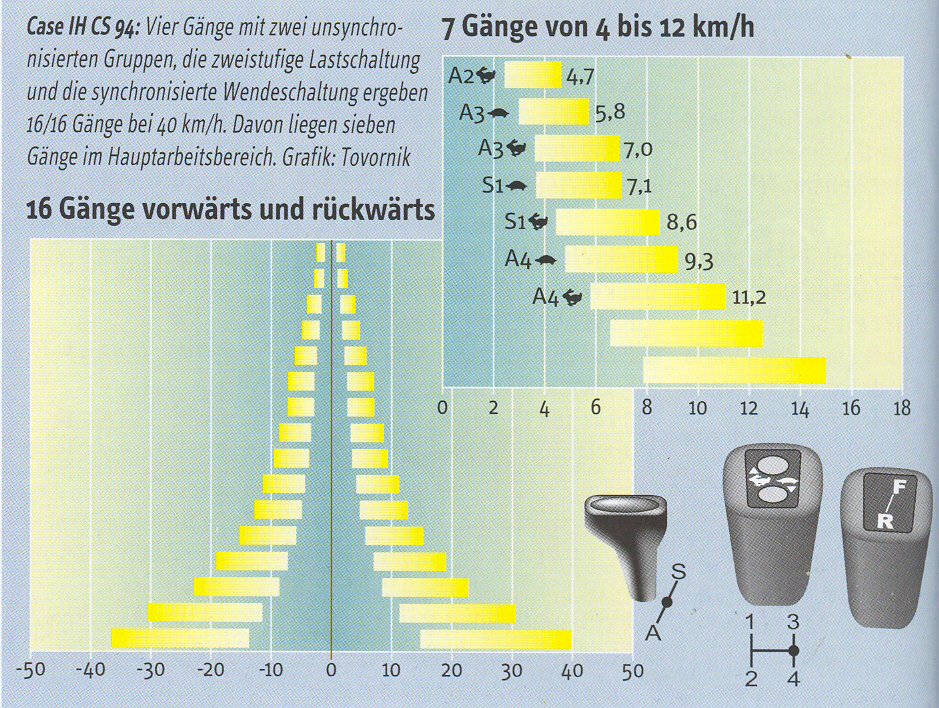 Case IH CS 94: Vier Gänge mit zwei unsynchro-
nisierten Gruppen, die zweistufige Lastschaltung
und die synchronisierte Wendeschaltung ergeben
16/16 Gänge bei 40 km/h. Davon liegen sieben
Gänge im Hauptarbeitsbereich. Grafik: Tovornik
7 Gänge von 4 bis 12 km/h
A2 4,7
A3 5,8
A3 7,0
S1 7,1
S1 8,6
A4 9,3
A4 11,2
0 2 4 6 8 10 12 14 16 18
16 Gänge vorwärts und rückwärts
-50 -40 -30 -20 -10 0 10 20 30 40 50
S
A
1 3
2 4
F
R